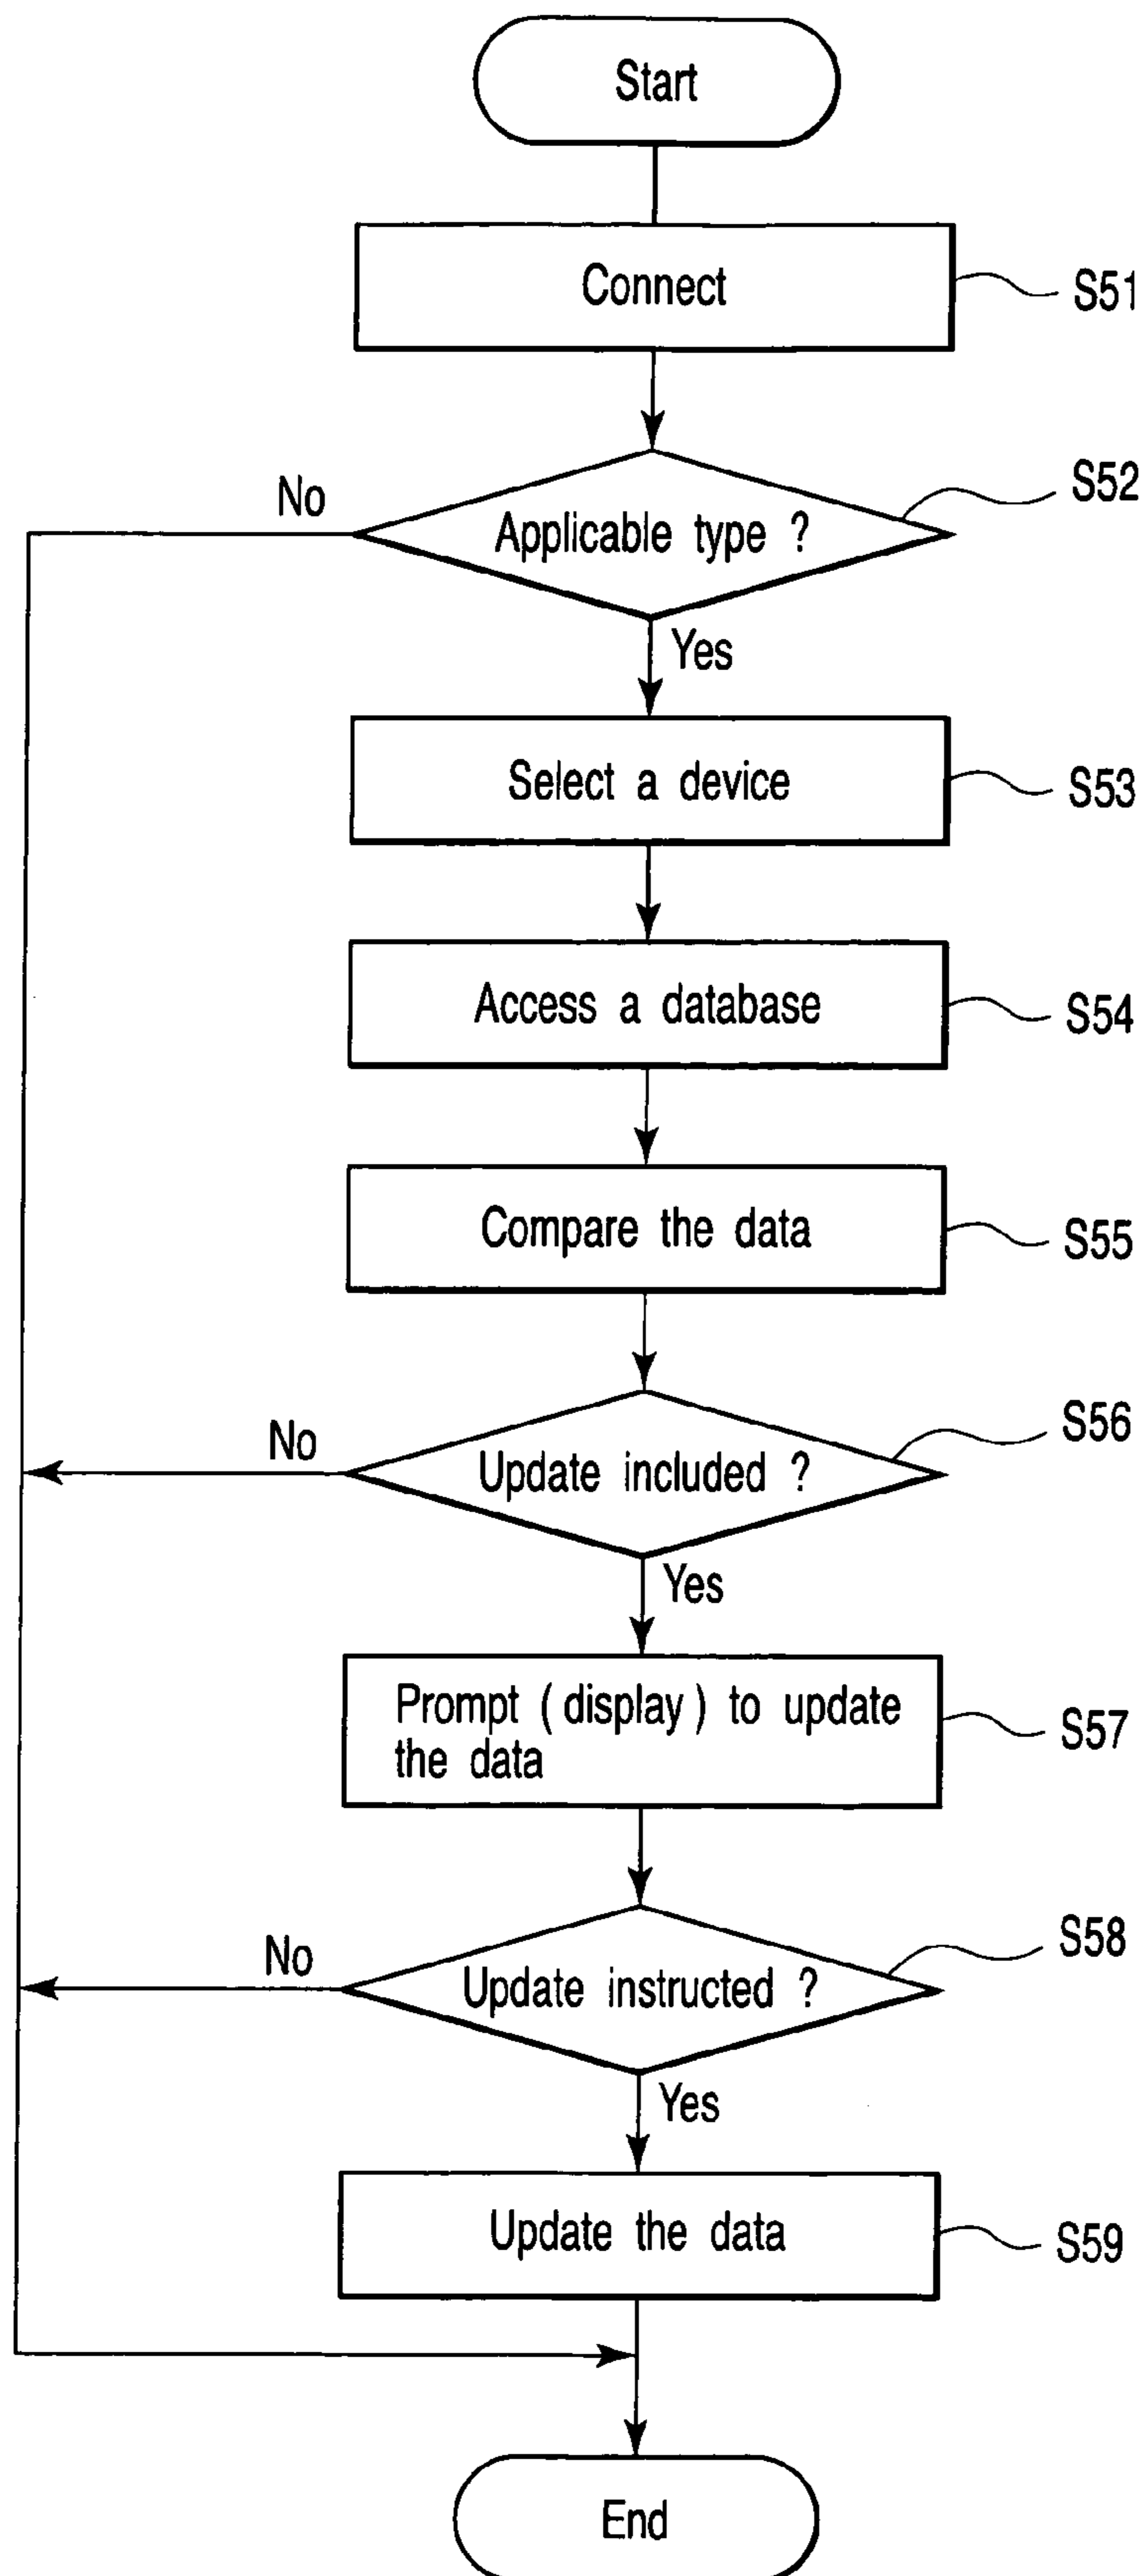 Start
Connect
S51
Applicable type ?
S52
No
Yes
Select a device
S53
Access a database
S54
Compare the data
S55
Update included ?
S56
No
Yes
Prompt ( display ) to update
the data
S57
Update instructed ?
S58
No
Yes
Update the data
S59
End